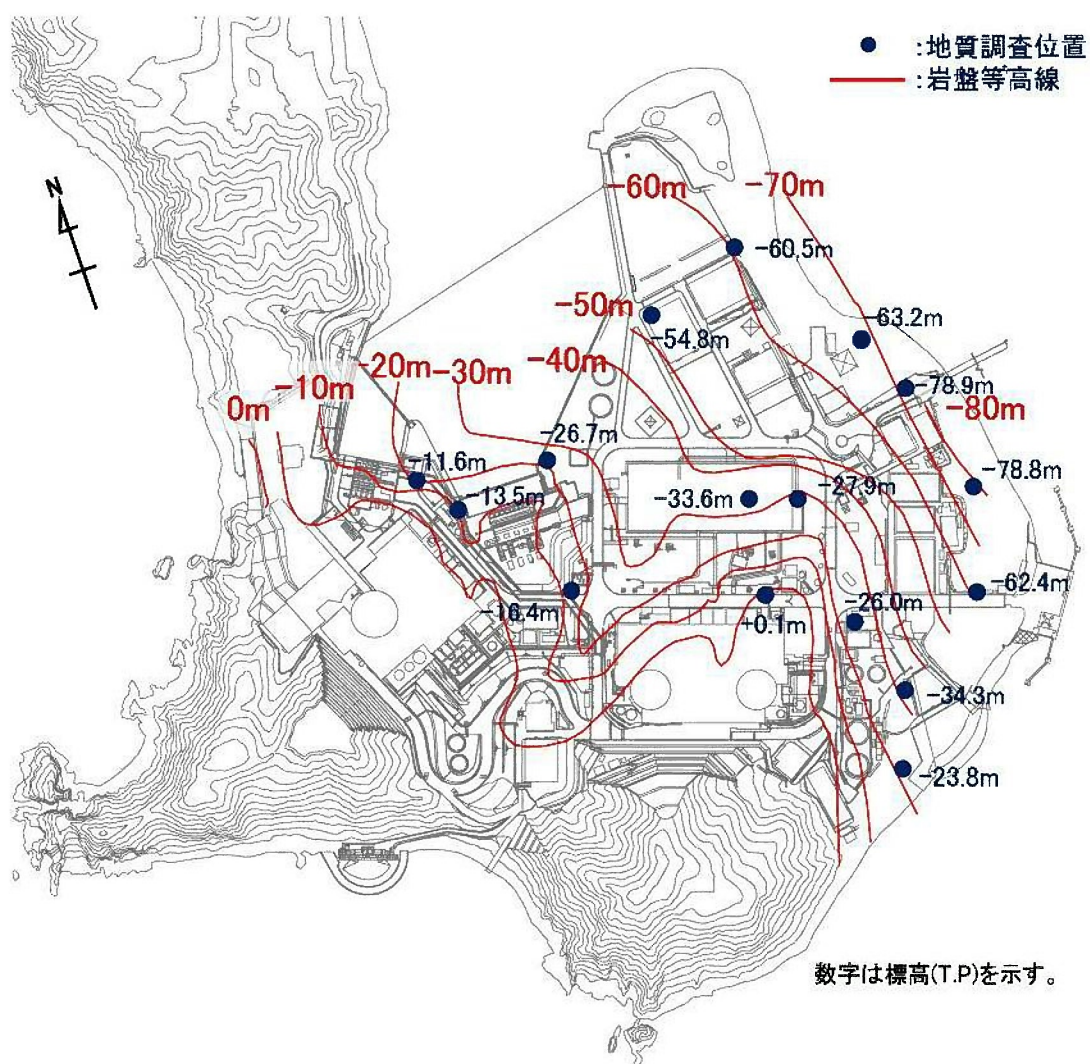 ：地質調査位置
：岩盤等高線
N
-60m
-70m
-60.5m
-50m
-54.8m
-63.2m
-40m
-20m
-30m
-10m
0m
-78.9m
-80m
-26.7m
-11.6m
-13.5m
-33.6m
-27.9m
-78.8m
-16.4m
+0.1m
-26.0m
-62.4m
-34.3m
-23.8m
数字は標高(T.P)を示す。